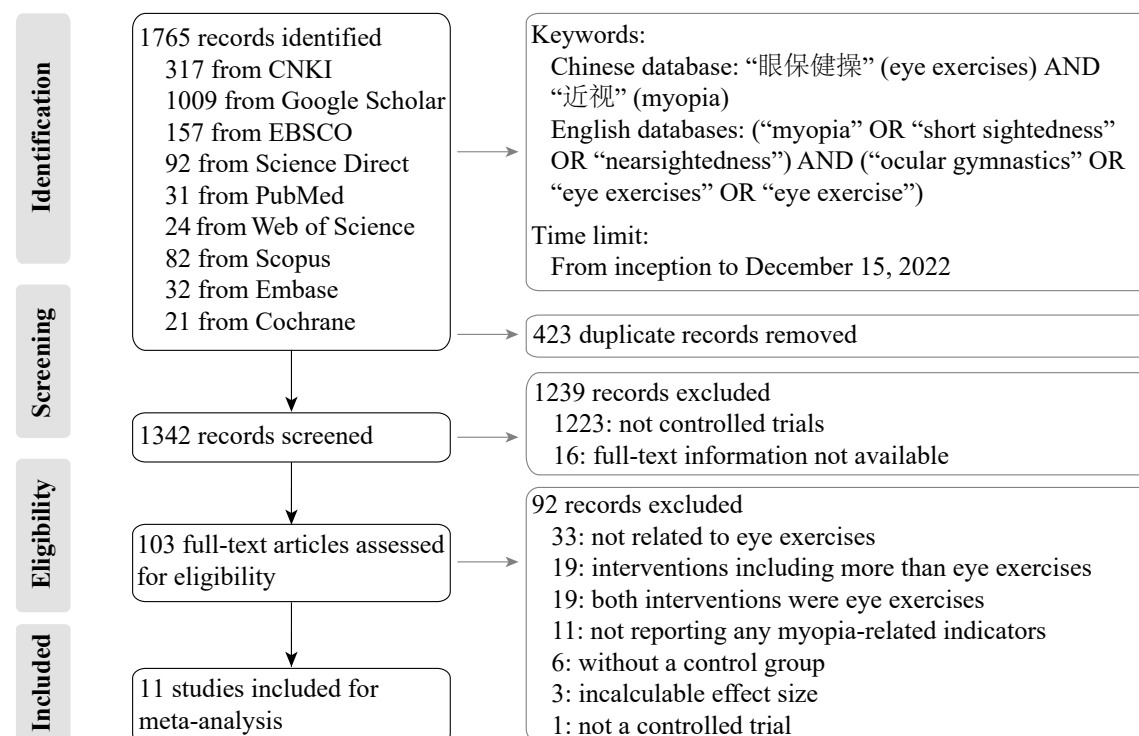 Identification
1765 records identified
317 from CNKI
1009 from Google Scholar
157 from EBSCO
92 from Science Direct
31 from PubMed
24 from Web of Science
82 from Scopus
32 from Embase
21 from Cochrane
Keywords:
Chinese database: “眼保健操” (eye exercises) AND
“近视” (myopia)
English databases: (“myopia” OR “short sightedness”
OR “nearsightedness”) AND (“ocular gymnastics” OR
“eye exercises” OR “eye exercise”)
Time limit:
From inception to December 15, 2022
Screening
423 duplicate records removed
1342 records screened
1239 records excluded
1223: not controlled trials
16: full-text information not available
Eligibility
103 full-text articles assessed
for eligibility
92 records excluded
33: not related to eye exercises
19: interventions including more than eye exercises
19: both interventions were eye exercises
11: not reporting any myopia-related indicators
6: without a control group
3: incalculable effect size
1: not a controlled trial
Included
11 studies included for
meta-analysis